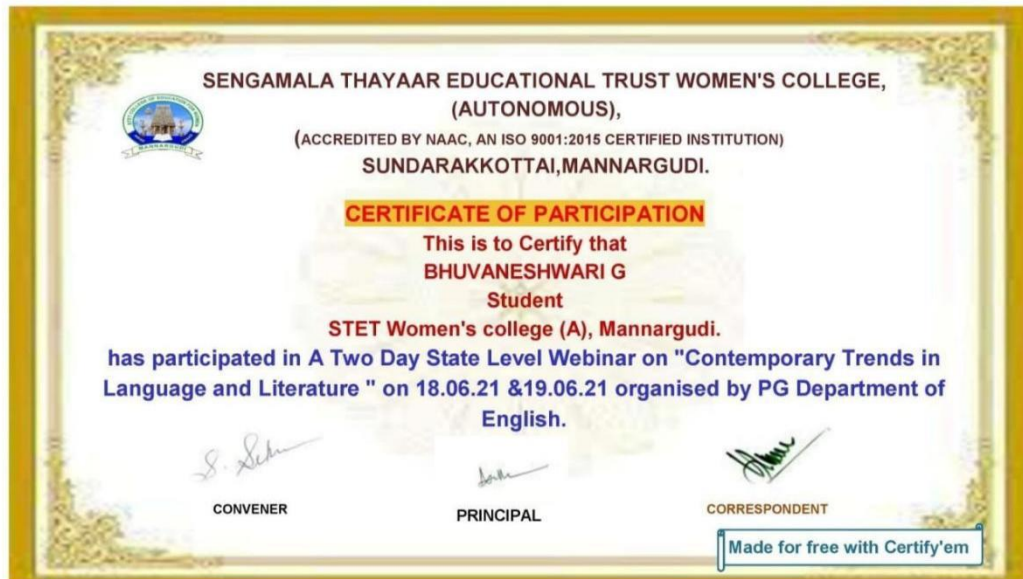 SENGAMALA THAYAAR EDUCATIONAL TRUST WOMEN'S COLLEGE,
(AUTONOMOUS),
(ACCREDITED BY NAAC, AN ISO 9001:2015 CERTIFIED INSTITUTION)
SUNDARAKKOTTAI,MANNARGUDI.
MANNARGUDI
CERTIFICATE OF PARTICIPATION
This is to Certify that
BHUVANESHWARI G
Student
STET Women's college (A), Mannargudi.
has participated in A Two Day State Level Webinar on "Contemporary Trends in
Language and Literature " on 18.06.21 &19.06.21 organised by PG Department of
English.
CONVENER
PRINCIPAL
CORRESPONDENT
Made for free with Certify'em